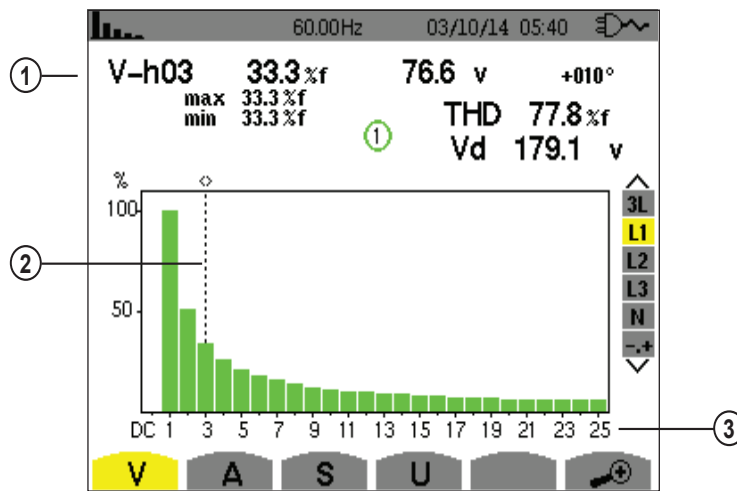 60.00Hz 03/10/14 05:40
1 V-h03 33.3 %f 76.6 v +010°
max 33.3 %f
min 33.3 %f
1 THD 77.8 %f
Vd 179.1 v
%
100
3L
L1
2 L2
L3
50 N
-.+
DC 1 3 5 7 9 11 13 15 17 19 21 23 25 3
V A S U